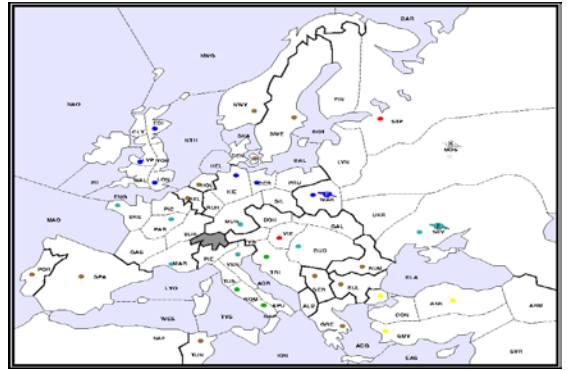 BAR
NWG
NAO
FIN
NWY
STP
SWE
CLY
EDI
NTH
SKA
BOT
MOS
DEN
LVN
YOR
BAL
HEL
WAL
LON
HOL
KIE
BER
PRU
WAR
ENG
BEL
RUH
SIL
UKR
MAO
BRE
PIC
MUN
BOH
GAL
SEV
PAR
BUR
VIE
BUD
GAS
VEN
RUM
MAR
PIE
TRI
POR
SPA
LYO
TUS
ADR
SER
BUL
BLA
ROM
APU
ALB
CON
ANK
ARM
WES
TYS
NAP
GRE
SMY
NAF
TUN
ION
AEG
EAS
SYR